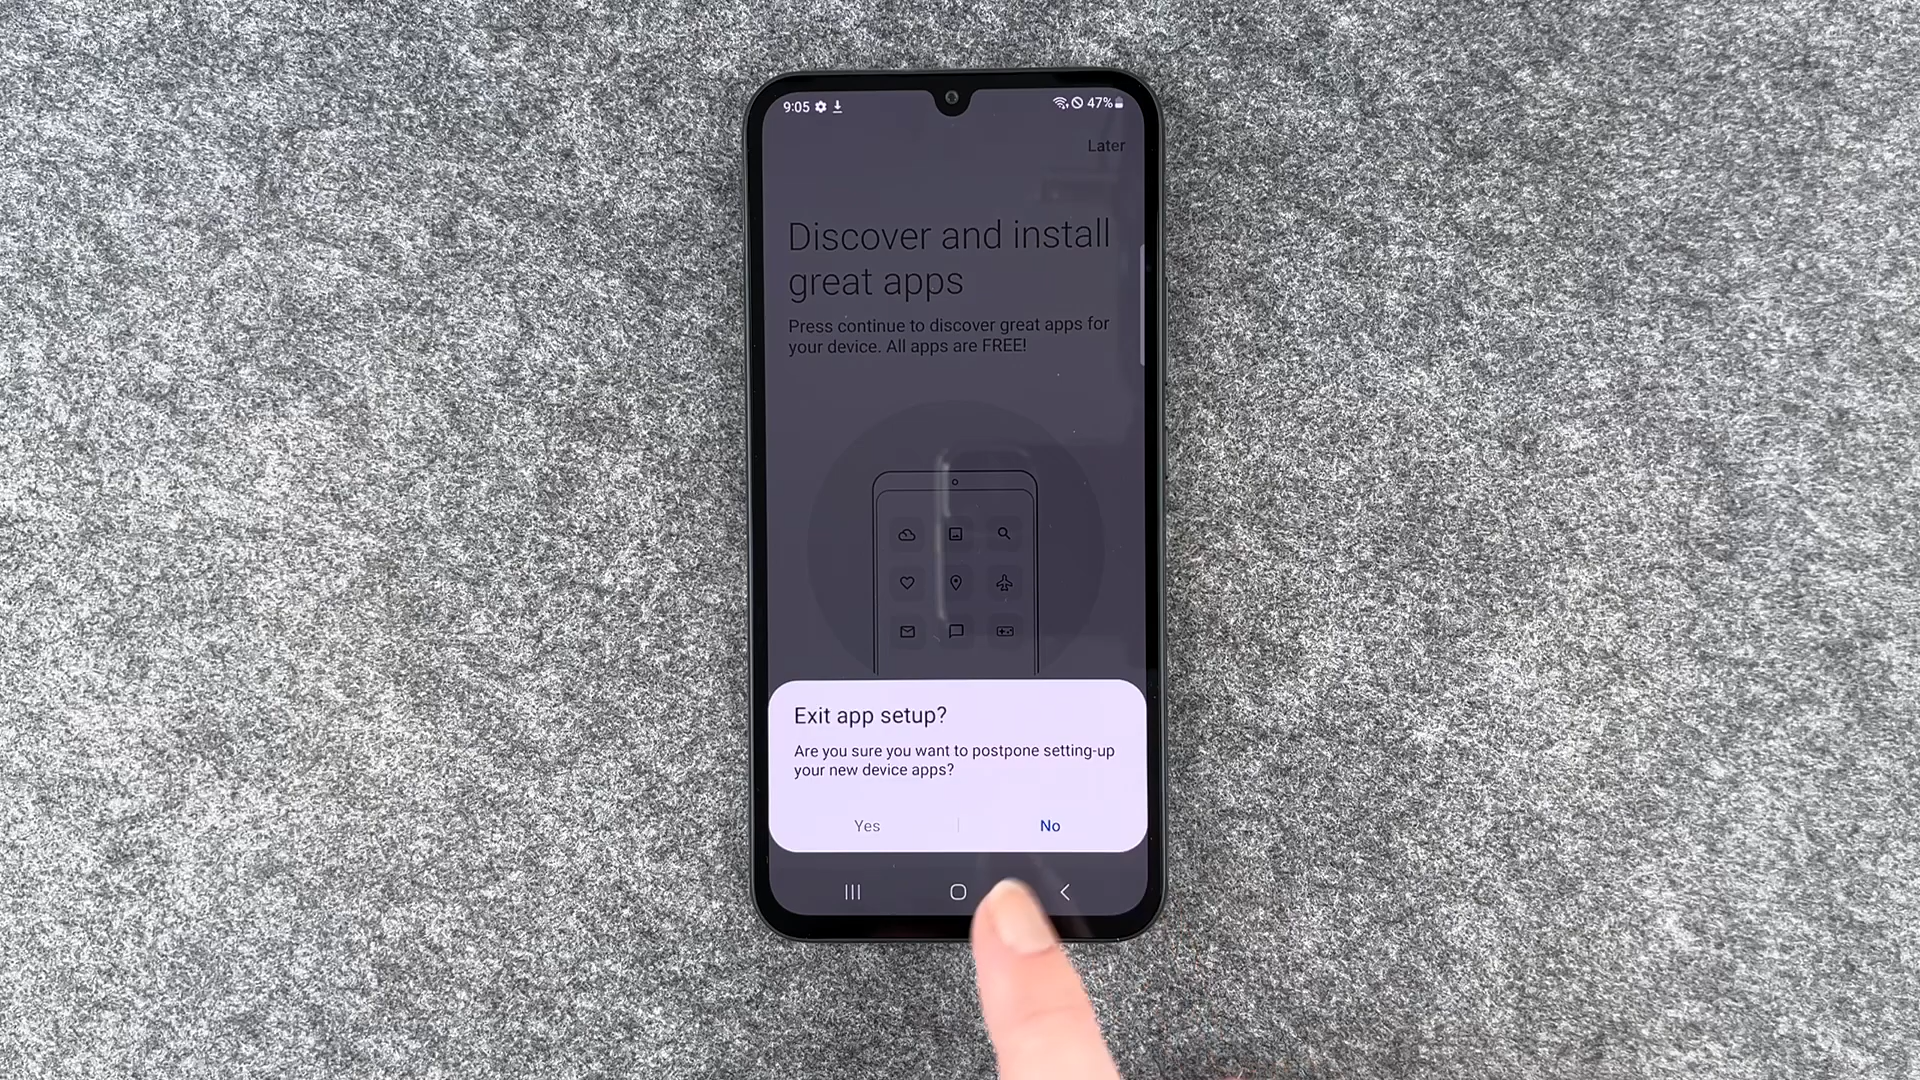 9:05
47%
Later
Discover and install
great apps
Press continue to discover great apps for
your device. All apps are FREE!
Exit app setup?
Are you sure you want to postpone setting-up
your new device apps?
Yes
No